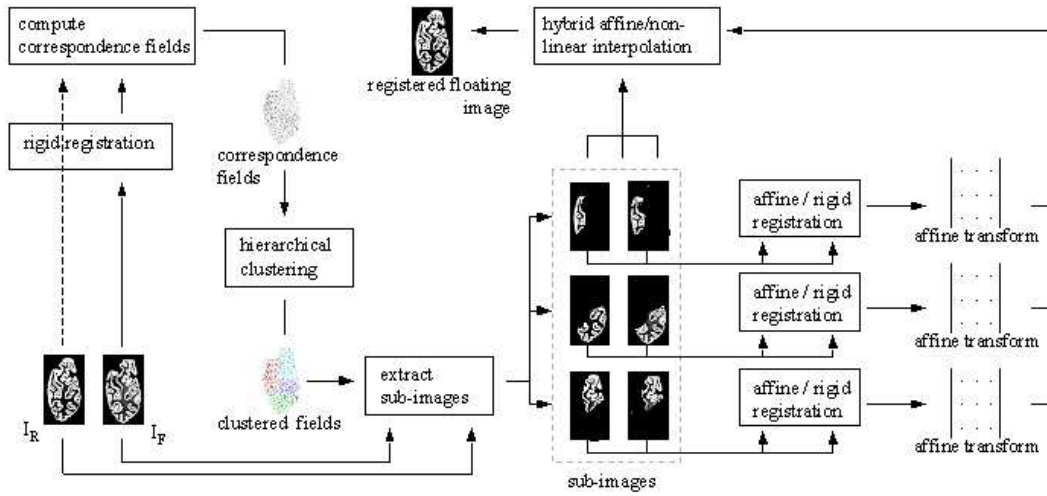 compute
correspondence fields
rigid registration
I_R
I_F
correspondence
fields
hierarchical
clustering
clustered fields
extract
sub-images
registered floating
image
hybrid affine/non-
linear interpolation
sub-images
affine / rigid
registration
affine transform
affine / rigid
registration
affine transform
affine / rigid
registration
affine transform